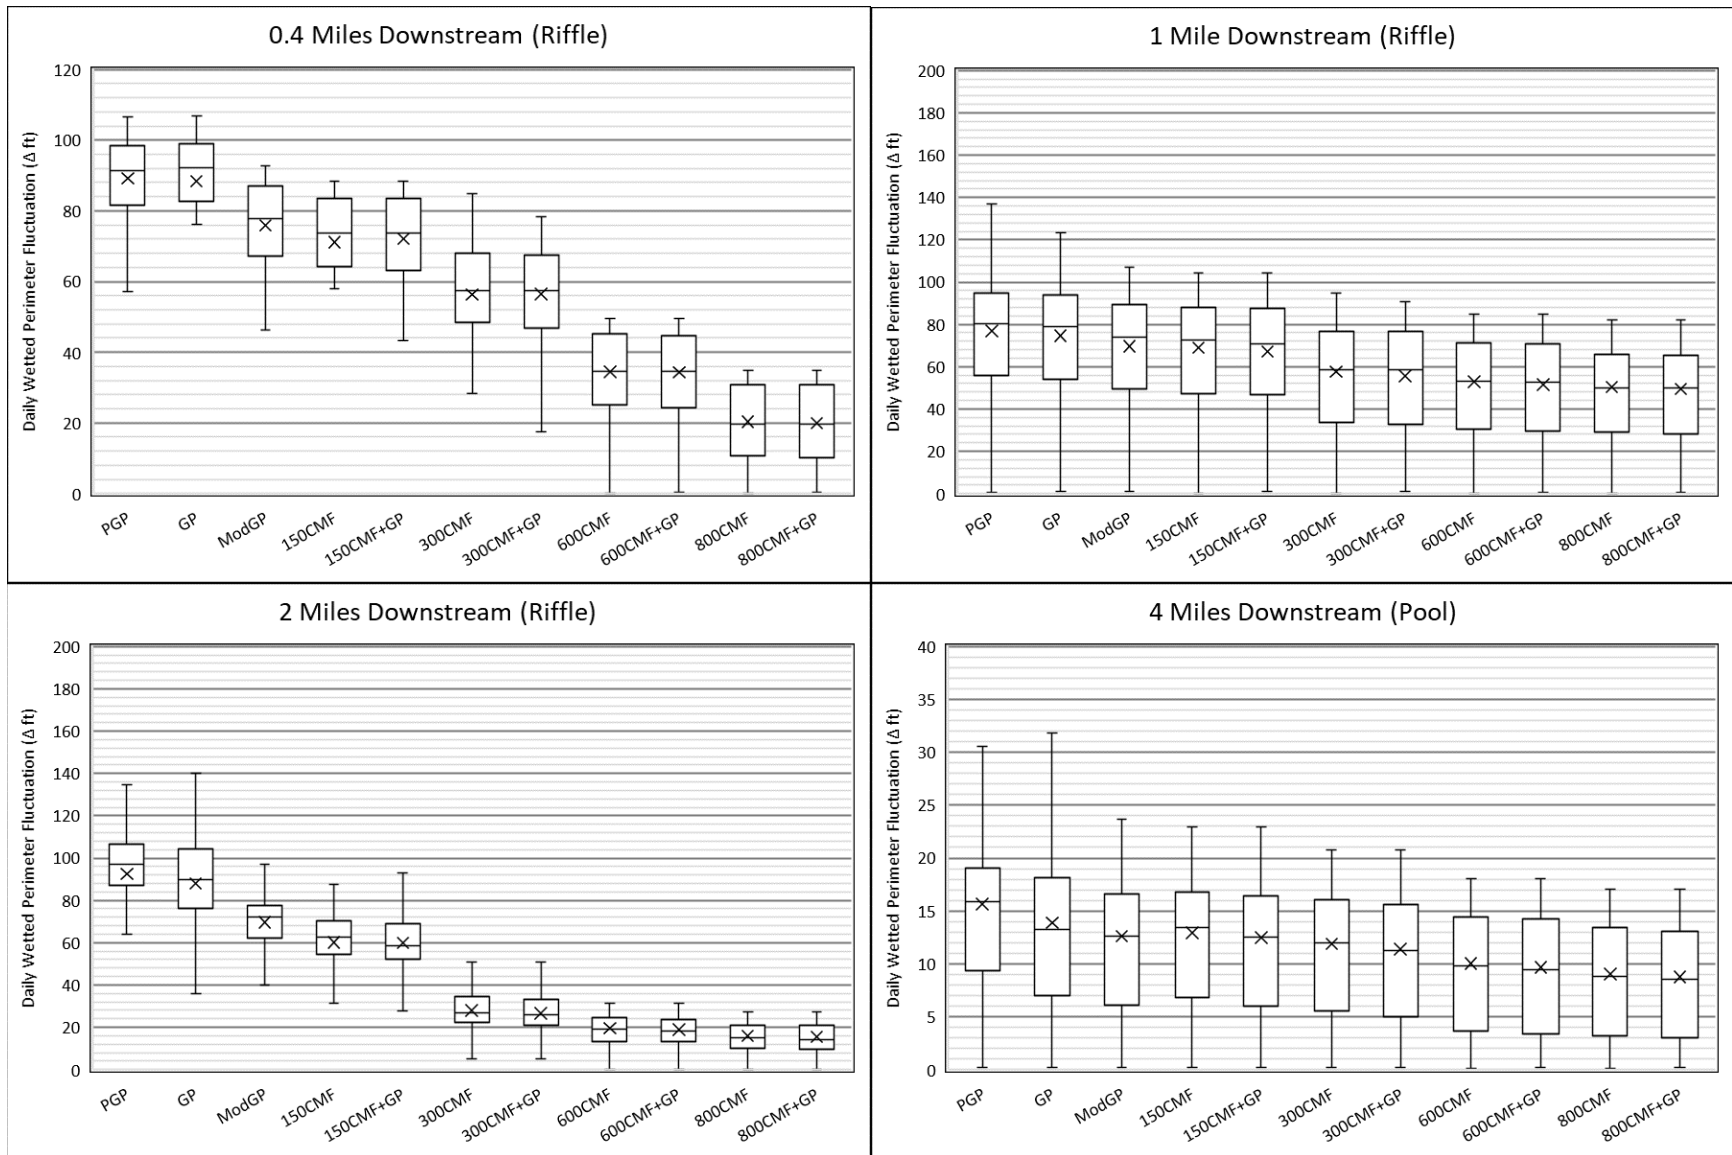 0.4 Miles Downstream (Riffle)
Daily Wetted Perimeter Fluctuation (Δ ft)
120
100
80
60
40
20
0
PGP
GP
ModGP
150CMF
150CMF+GP
300CMF
300CMF+GP
600CMF
600CMF+GP
800CMF
800CMF+GP
1 Mile Downstream (Riffle)
Daily Wetted Perimeter Fluctuation (Δ ft)
200
180
160
140
120
100
80
60
40
20
0
PGP
GP
ModGP
150CMF
150CMF+GP
300CMF
300CMF+GP
600CMF
600CMF+GP
800CMF
800CMF+GP
2 Miles Downstream (Riffle)
Daily Wetted Perimeter Fluctuation (Δ ft)
200
180
160
140
120
100
80
60
40
20
0
PGP
GP
ModGP
150CMF
150CMF+GP
300CMF
300CMF+GP
600CMF
600CMF+GP
800CMF
800CMF+GP
4 Miles Downstream (Pool)
Daily Wetted Perimeter Fluctuation (Δ ft)
40
35
30
25
20
15
10
5
0
PGP
GP
ModGP
150CMF
150CMF+GP
300CMF
300CMF+GP
600CMF
600CMF+GP
800CMF
800CMF+GP